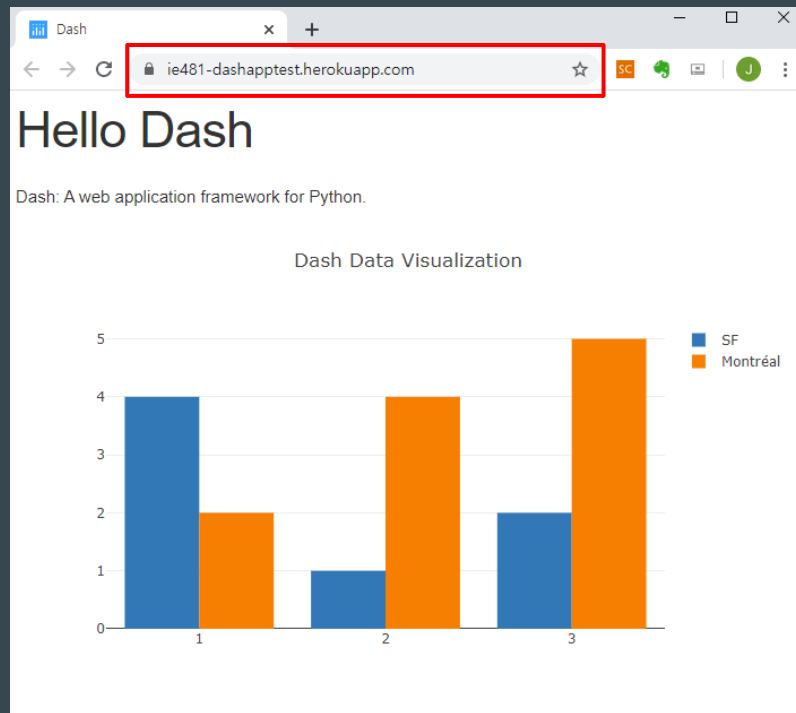 Dash
ie481-dashapptest.herokuapp.com
SC
J
Hello Dash
Dash: A web application framework for Python.
Dash Data Visualization
5
4
3
2
1
0
1
2
3
SF
Montréal